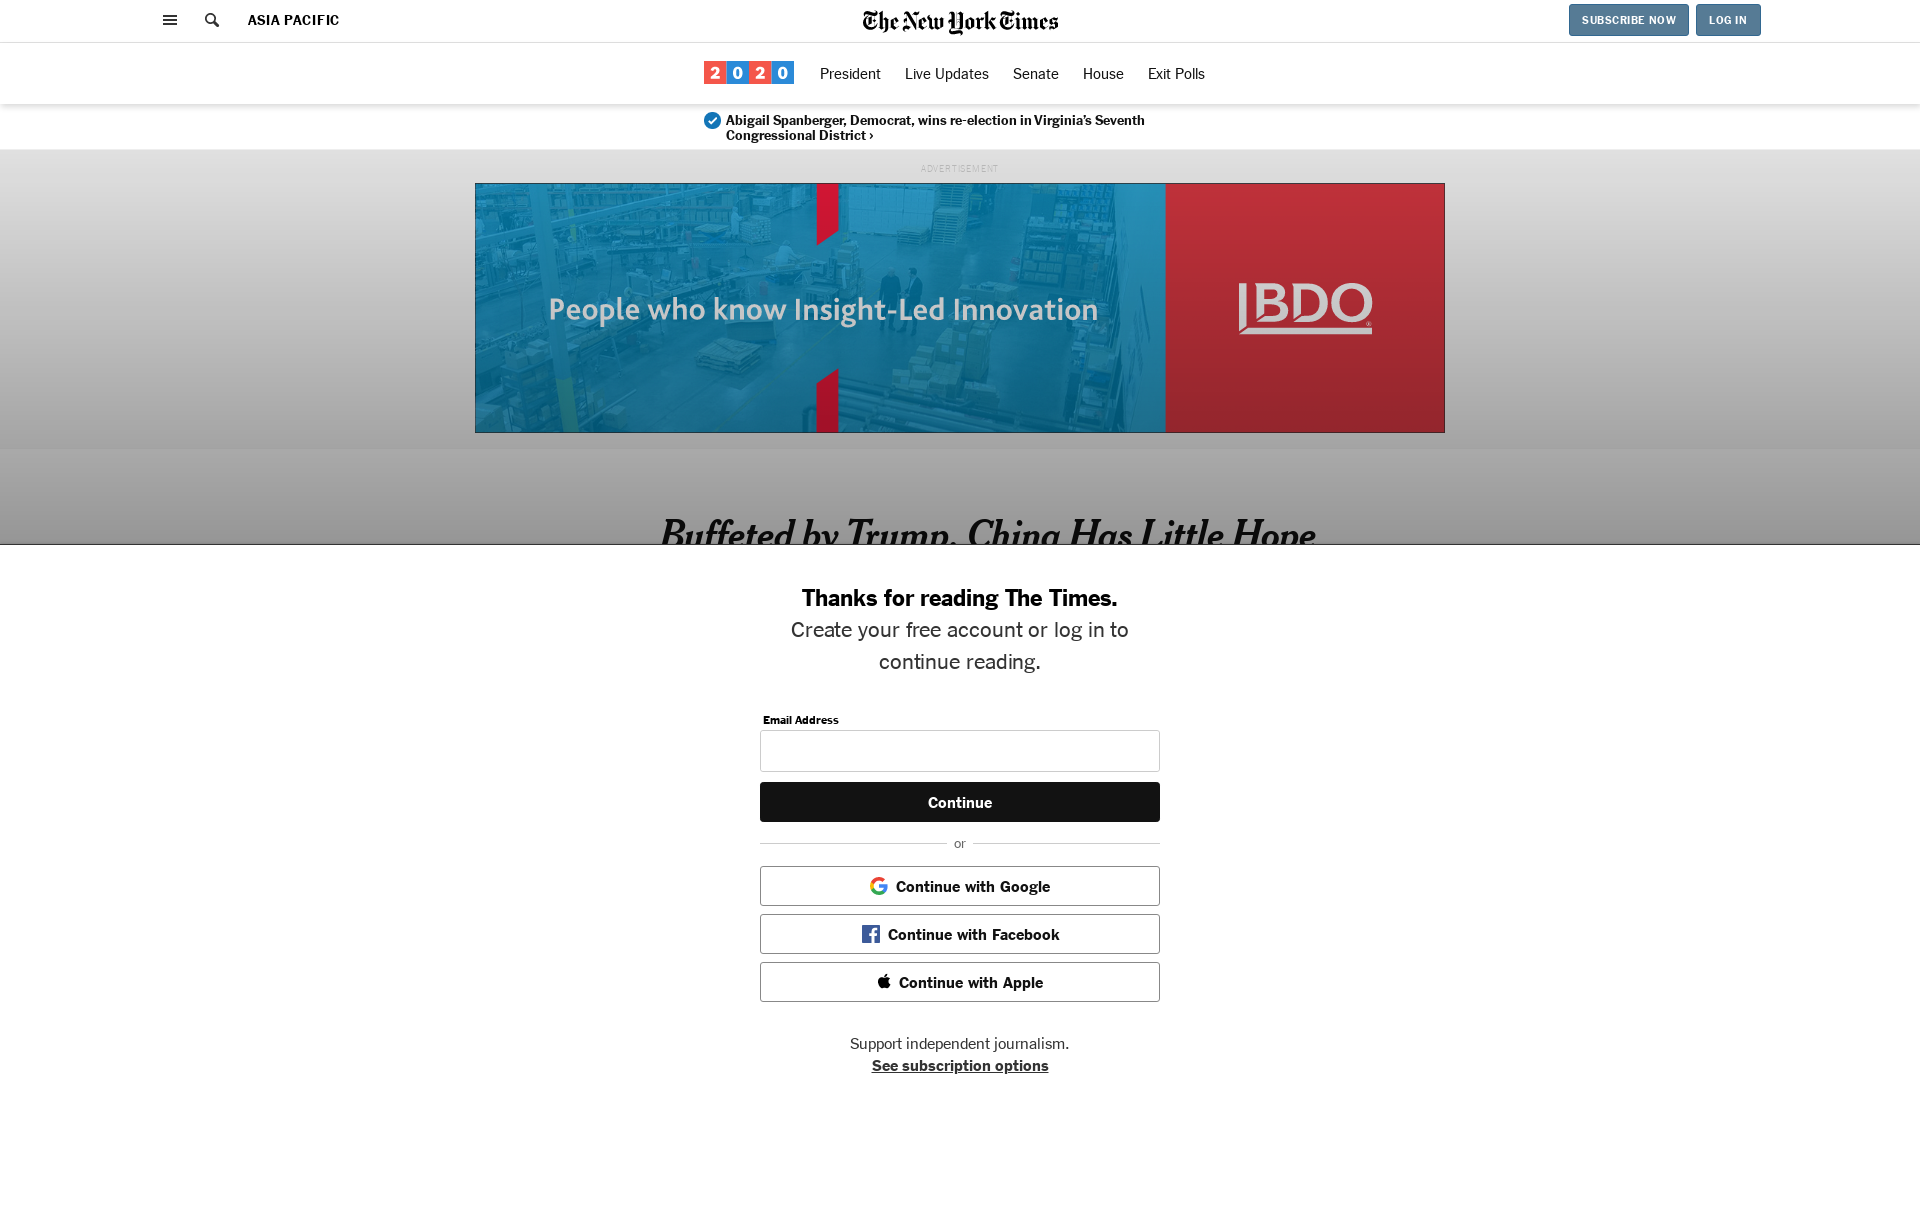 ASIA PACIFIC
The New York Times
SUBSCRIBE NOW
LOG IN
2020
President
Live Updates
Senate
House
Exit Polls
Abigail Spanberger, Democrat, wins re-election in Virginia's Seventh
Congressional District ›
ADVERTISEMENT
People who know Insight-Led Innovation
BDO
Buffeted by Trump, China Has Little Hope
Thanks for reading The Times.
Create your free account or log in to
continue reading.
Email Address
Continue
or
Continue with Google
Continue with Facebook
Continue with Apple
Support independent journalism.
See subscription options